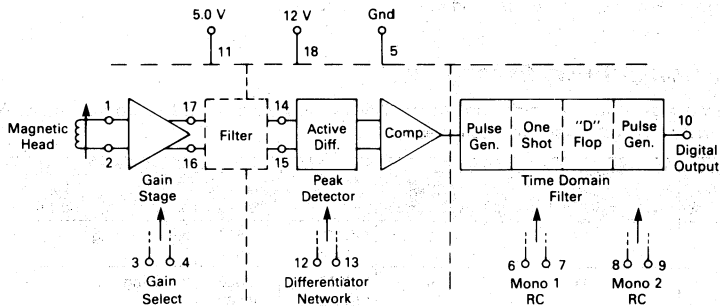 5.0 V
12 V
Gnd
11
18
5
1
17
14
10
Magnetic
Head
Filter
Active
Diff.
Comp.
Pulse
Gen.
One
Shot
"D"
Flop
Pulse
Gen.
Digital
Output
2
16
15
Gain
Stage
Peak
Detector
Time Domain
Filter
3
4
12
13
6
7
8
9
Gain
Select
Differentiator
Network
Mono 1
RC
Mono 2
RC